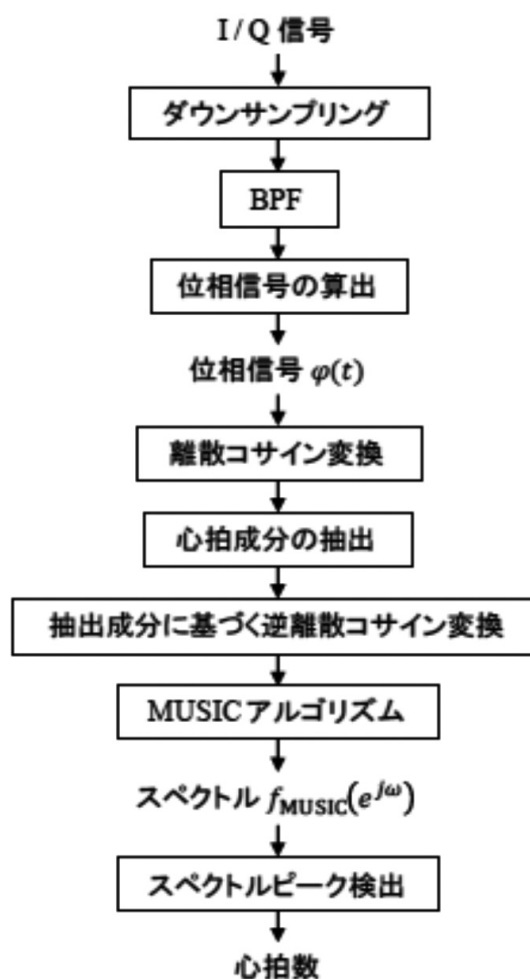 I / Q 信号
ダウンサンプリング
BPF
位相信号の算出
位相信号 φ(t)
離散コサイン変換
心拍成分の抽出
抽出成分に基づく逆離散コサイン変換
MUSIC アルゴリズム
スペクトル f_MUSIC(e^{jω})
スペクトルピーク検出
心拍数